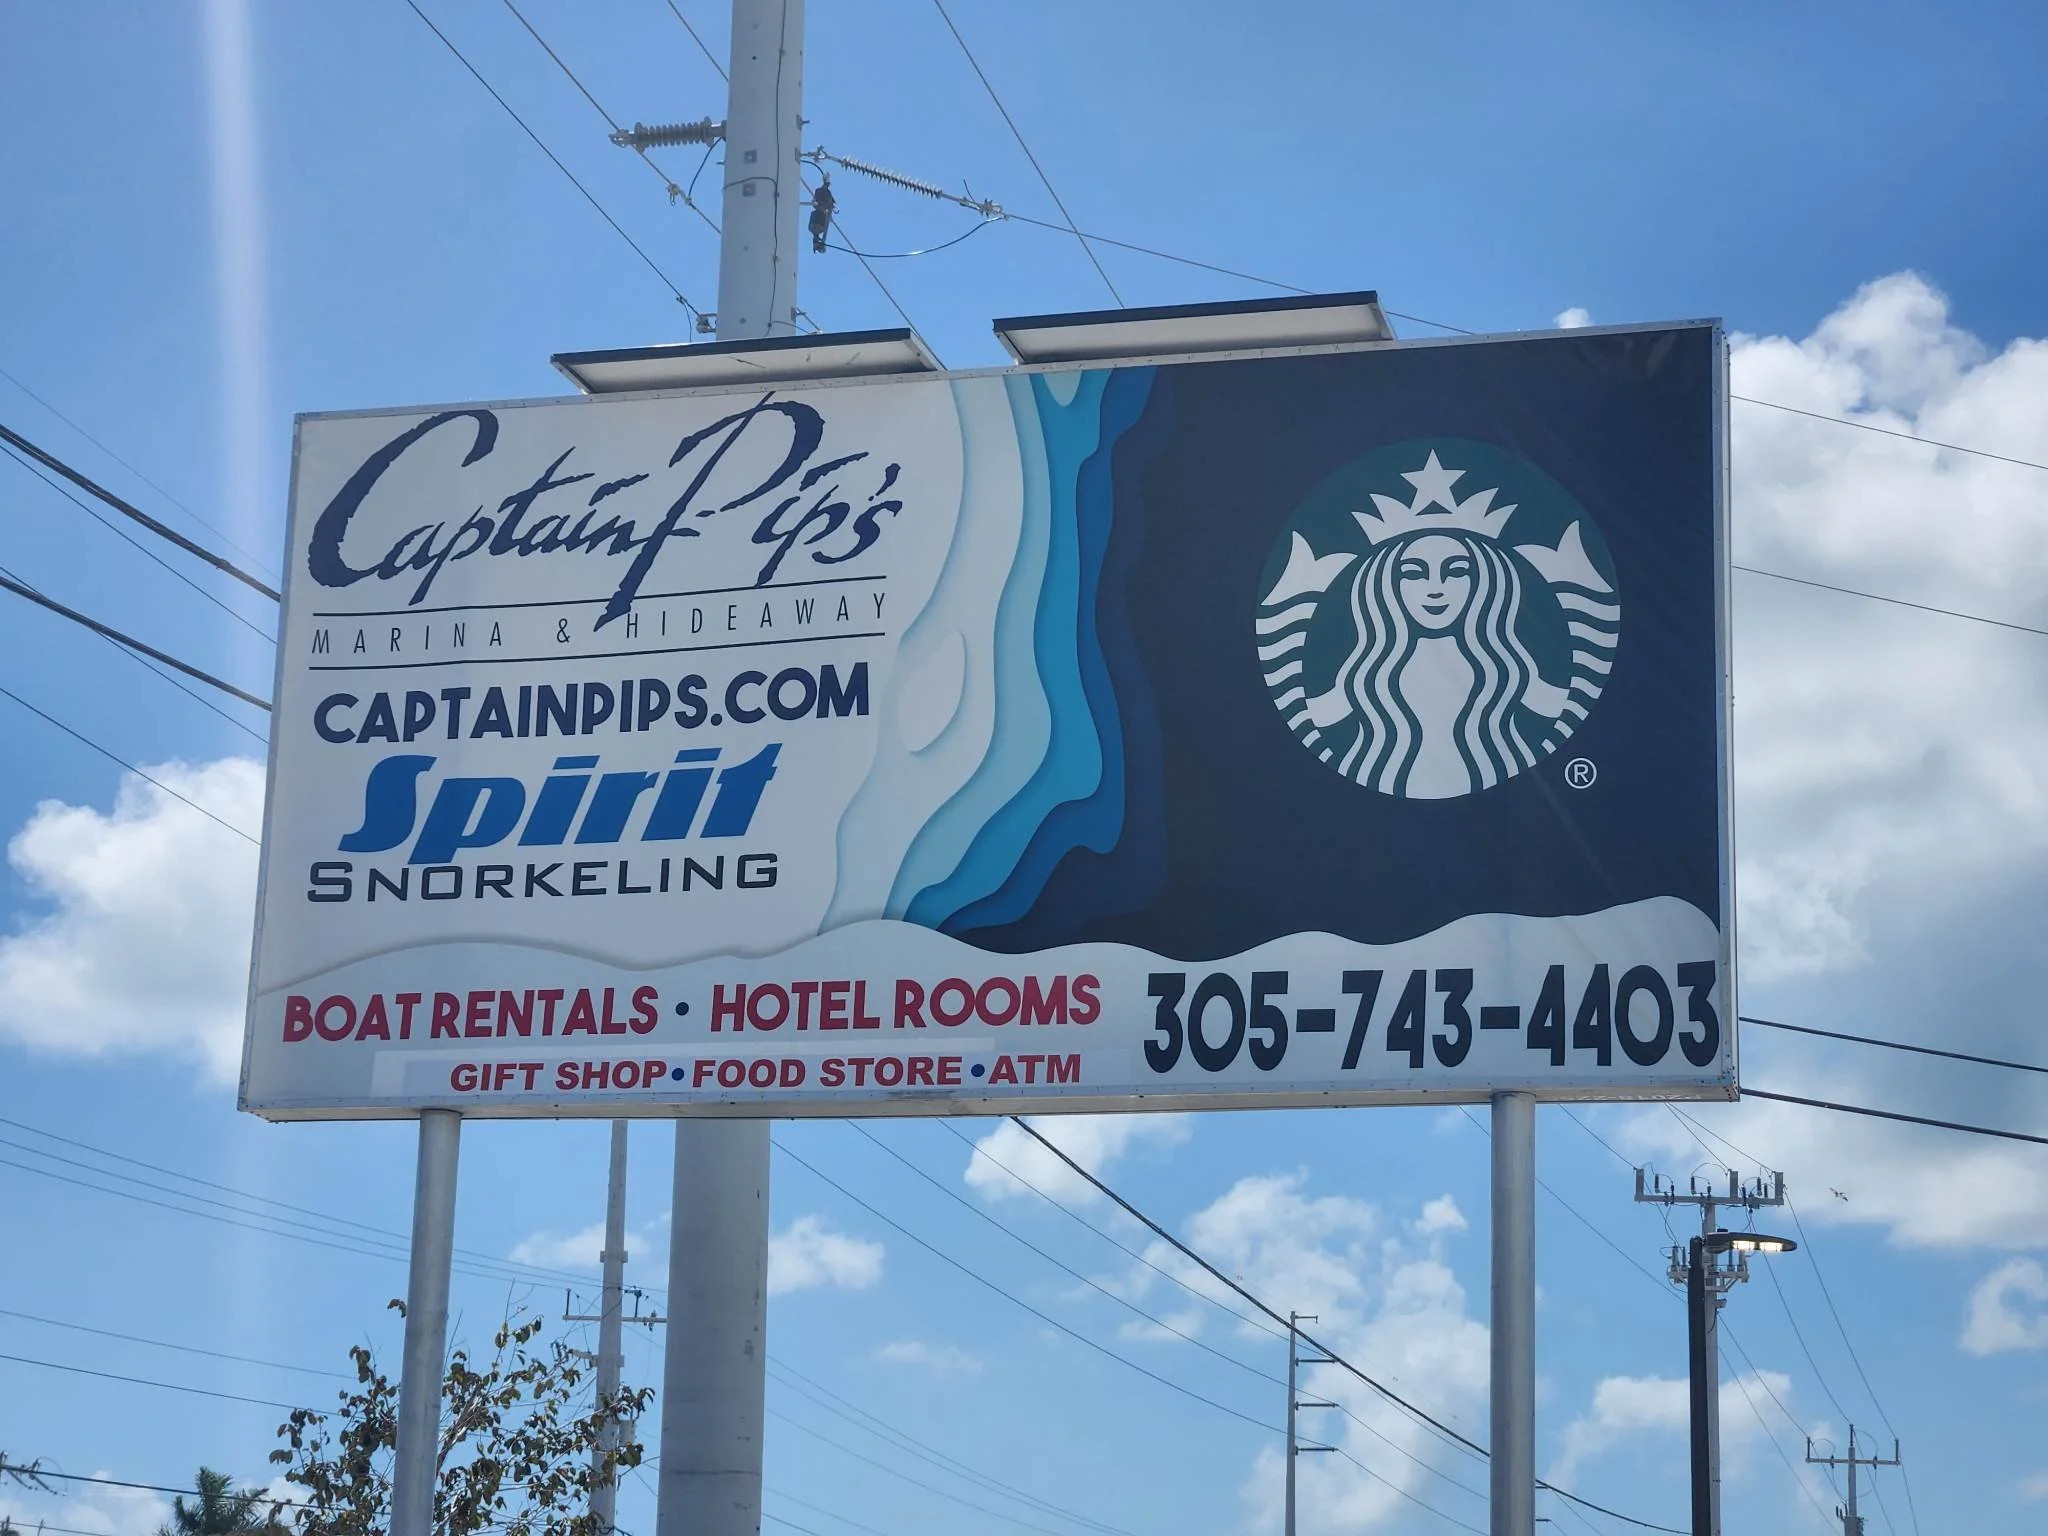 Captain Pip's
MARINA & HIDEAWAY
CAPTAINPIPS.COM
Spirit
SNORKELING
®
BOAT RENTALS • HOTEL ROOMS
GIFT SHOP • FOOD STORE • ATM
305-743-4403